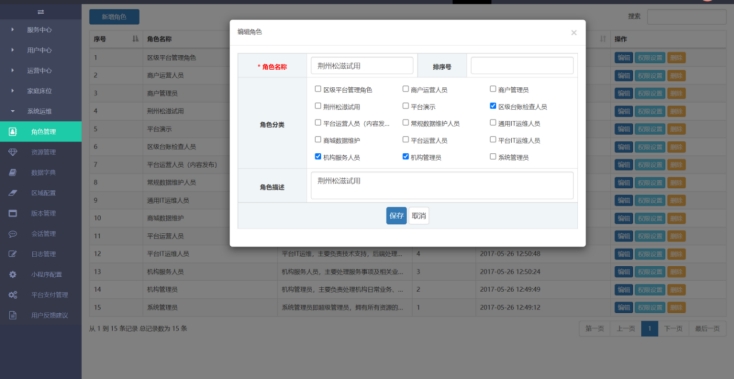 新增角色
搜索
服务中心
用户中心
运营中心
家庭床位
系统运维
角色管理
资源管理
数据字典
区域配置
版本管理
会话管理
日志管理
小程序配置
平台支付管理
用户反馈建议
序号 角色名称 操作
1 区级平台管理角色 编辑 权限设置 删除
2 商户运营人员 编辑 权限设置 删除
3 商户管理员 编辑 权限设置 删除
4 荆州松滋试用 编辑 权限设置 删除
5 平台演示 编辑 权限设置 删除
6 区级台账检查人员 编辑 权限设置 删除
7 平台运营人员（内容发布） 编辑 权限设置 删除
8 常规数据维护人员 编辑 权限设置 删除
9 通用IT运维人员 编辑 权限设置 删除
10 商城数据维护 编辑 权限设置 删除
11 平台运营人员 编辑 权限设置 删除
12 平台IT运维人员 平台IT运维，主要负责技术支持、后端处理... 4 2017-05-26 12:50:48 编辑 权限设置 删除
13 机构服务人员 机构服务人员，主要处理服务事项及相关业... 3 2017-05-26 12:50:24 编辑 权限设置 删除
14 机构管理员 机构管理员，主要负责处理机构日常业务、... 2 2017-05-26 12:49:49 编辑 权限设置 删除
15 系统管理员 系统管理员即超级管理员，拥有所有资源的... 1 2017-05-26 12:49:12 编辑 权限设置 删除
从 1 到 15 条记录 总记录数为 15 条
第一页 上一页 1 下一页 最后一页
编辑角色 ×
* 角色名称 荆州松滋试用 排序号
角色分类
区级平台管理角色 商户运营人员 商户管理员
荆州松滋试用 平台演示 区级台账检查人员
平台运营人员（内容发... 常规数据维护人员 通用IT运维人员
商城数据维护 平台运营人员 平台IT运维人员
机构服务人员 机构管理员 系统管理员
角色描述 荆州松滋试用
保存 取消